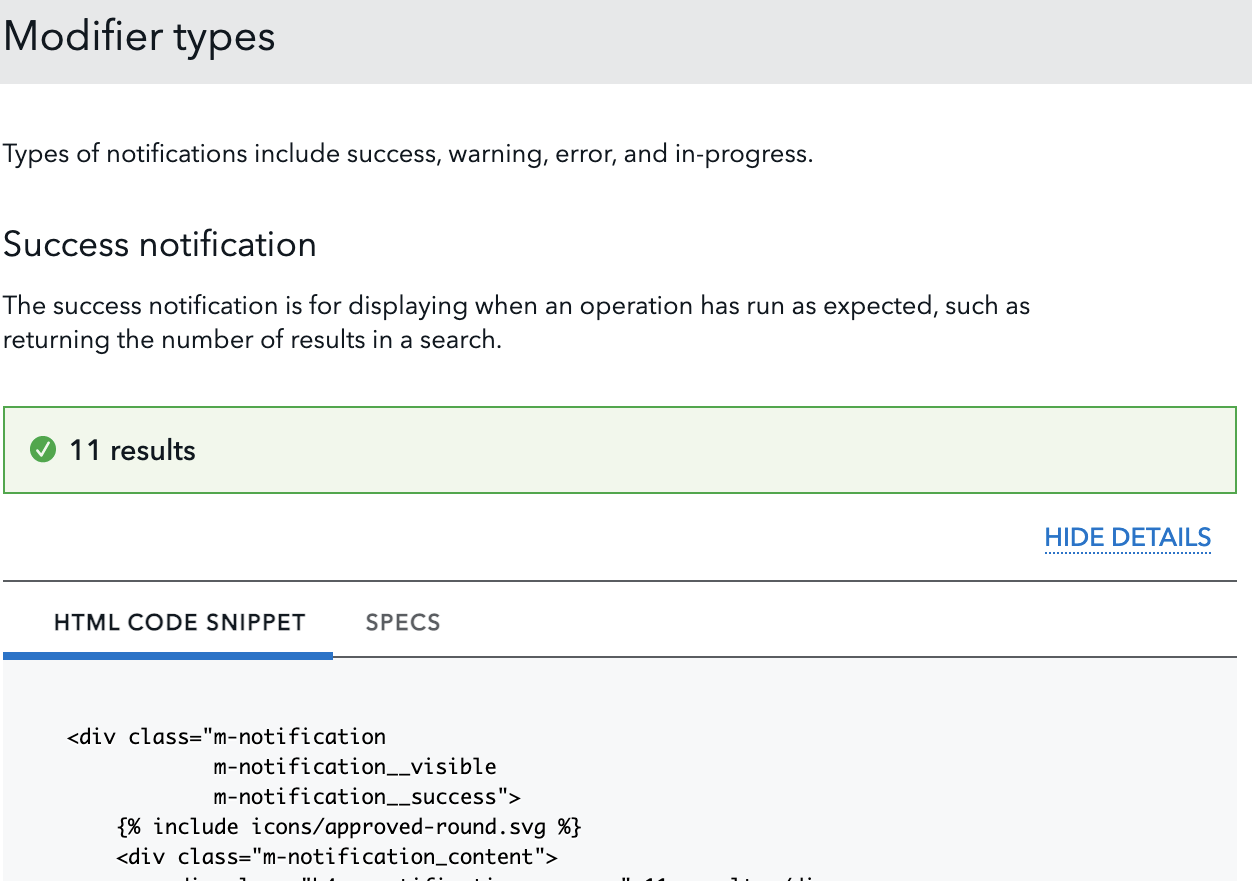 Modifier types
Types of notifications include success, warning, error, and in-progress.
Success notification
The success notification is for displaying when an operation has run as expected, such as
returning the number of results in a search.
11 results
HIDE DETAILS
HTML CODE SNIPPET SPECS
<div class="m-notification
m-notification__visible
m-notification__success">
{% include icons/approved-round.svg %}
<div class="m-notification_content">